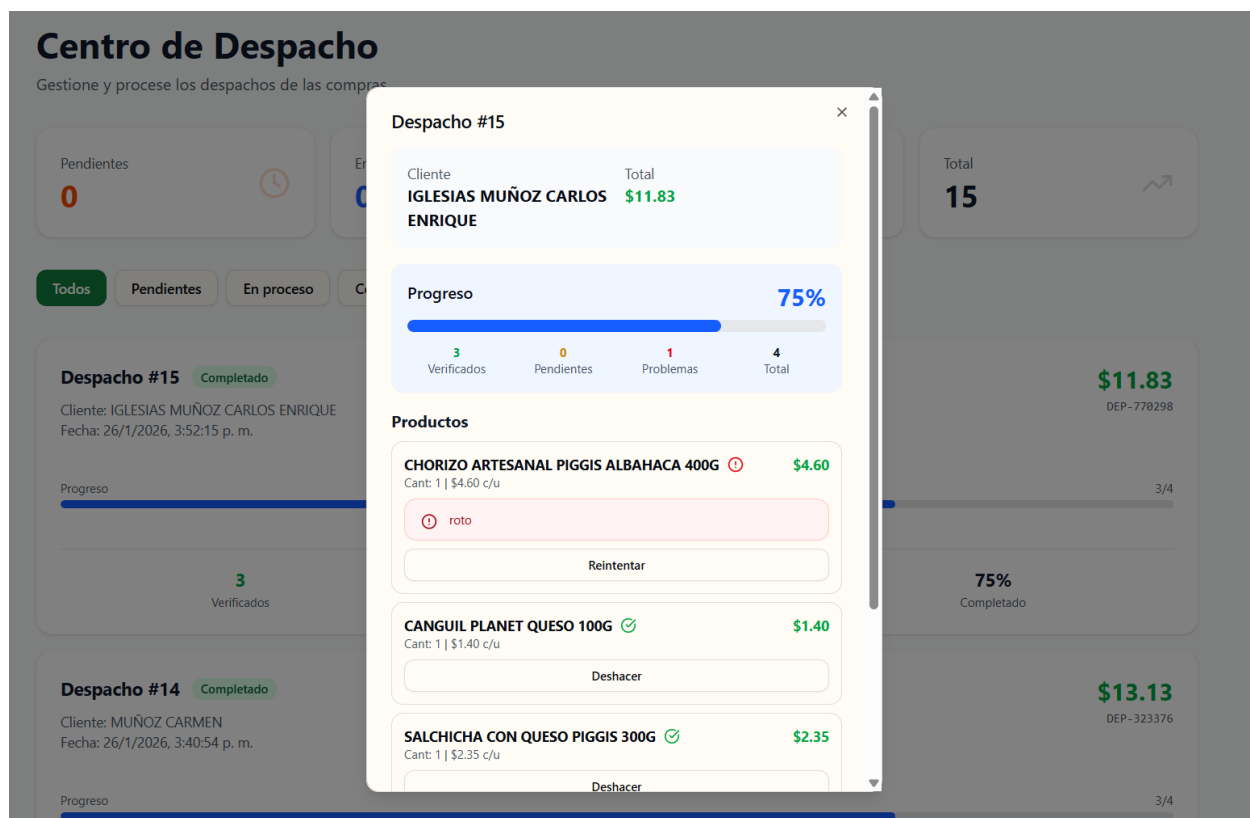 Centro de Despacho
Gestione y procese los despachos de las compras
Pendientes
0
Total
15
Todos
Pendientes
En proceso
Despacho #15
Completado
Cliente: IGLESIAS MUÑOZ CARLOS ENRIQUE
Fecha: 26/1/2026, 3:52:15 p. m.
$11.83
DEP-770298
Progreso
3/4
3
Verificados
75%
Completado
Despacho #14
Completado
Cliente: MUÑOZ CARMEN
Fecha: 26/1/2026, 3:40:54 p. m.
$13.13
DEP-323376
Progreso
3/4
Despacho #15
Cliente
IGLESIAS MUÑOZ CARLOS
ENRIQUE
Total
$11.83
Progreso
75%
3
Verificados
0
Pendientes
1
Problemas
4
Total
Productos
CHORIZO ARTESANAL PIGGIS ALBAHACA 400G
$4.60
Cant: 1 | $4.60 c/u
roto
Reintentar
CANGUIL PLANET QUESO 100G
$1.40
Cant: 1 | $1.40 c/u
Deshacer
SALCHICHA CON QUESO PIGGIS 300G
$2.35
Cant: 1 | $2.35 c/u
Deshacer